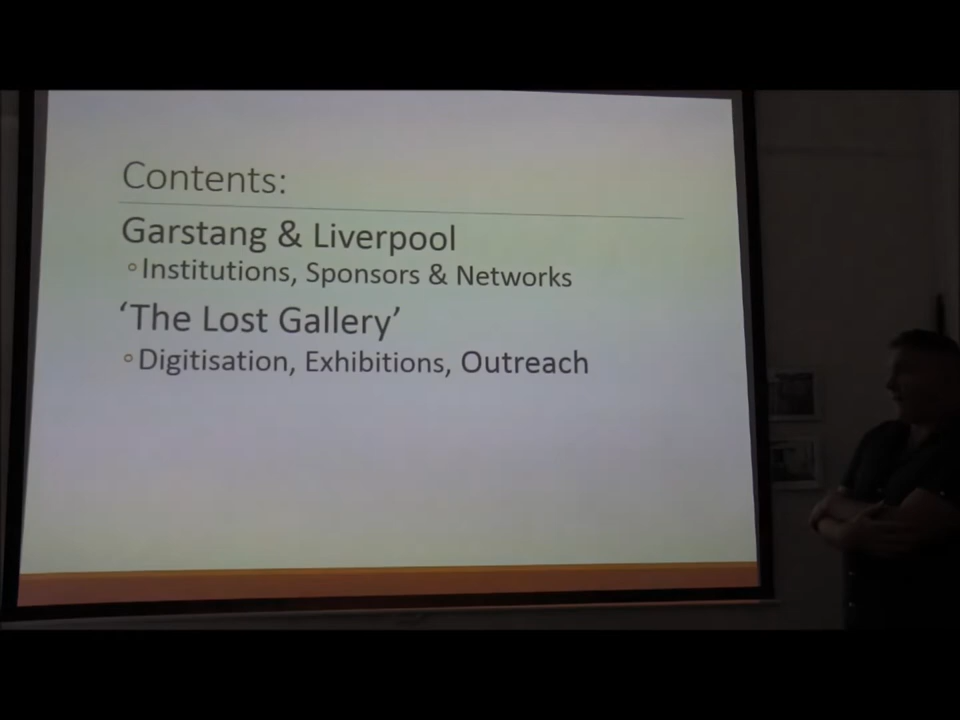 Contents:
Garstang & Liverpool
◦Institutions, Sponsors & Networks
‘The Lost Gallery’
◦Digitisation, Exhibitions, Outreach